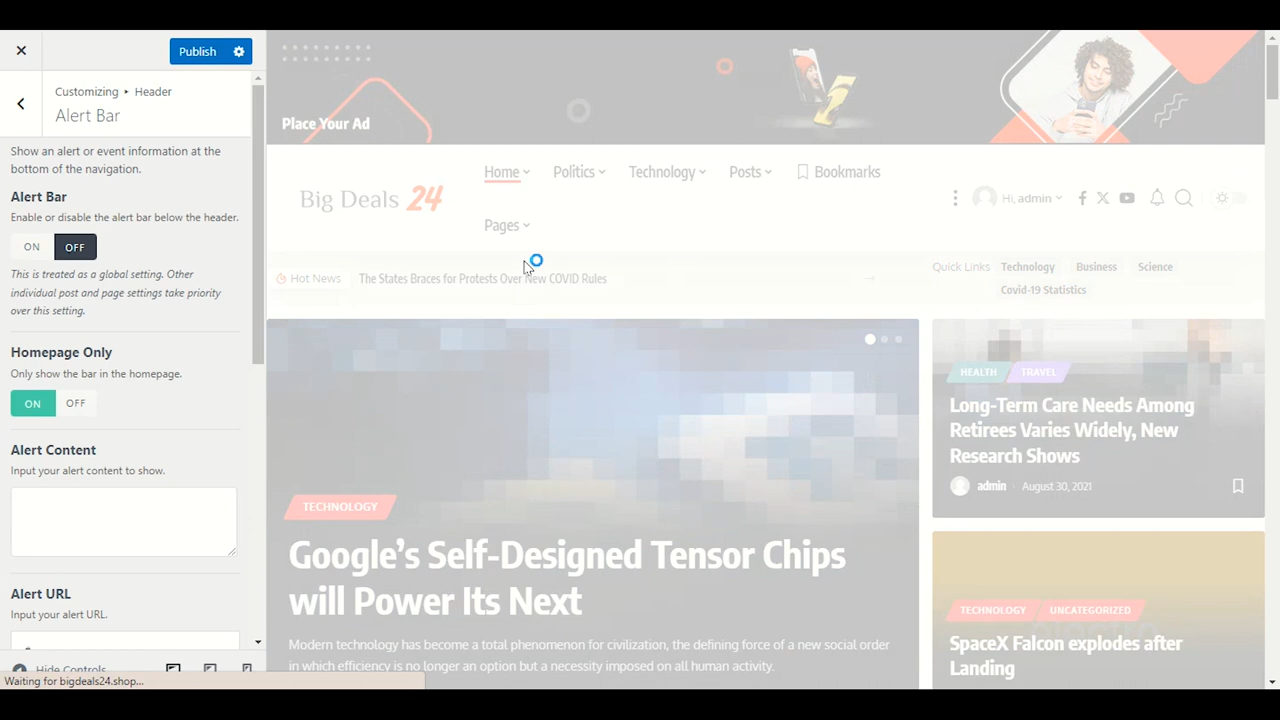 Publish
Customizing ▸ Header
Alert Bar
Show an alert or event information at the
bottom of the navigation.
Alert Bar
Enable or disable the alert bar below the header.
ON OFF
This is treated as a global setting. Other
individual post and page settings take priority
over this setting.
Homepage Only
Only show the bar in the homepage.
ON OFF
Alert Content
Input your alert content to show.
Alert URL
Input your alert URL.
Hide Controls
Waiting for bigdeals24.shop...
Place Your Ad
Big Deals 24
Home Politics Technology Posts Bookmarks
Pages
Hi, admin
Hot News The States Braces for Protests Over New COVID Rules
Quick Links Technology Business Science
Covid-19 Statistics
TECHNOLOGY
Google's Self-Designed Tensor Chips
will Power Its Next
Modern technology has become a total phenomenon for civilization, the defining force of a new social order
in which efficiency is no longer an option but a necessity imposed on all human activity.
HEALTH TRAVEL
Long-Term Care Needs Among
Retirees Varies Widely, New
Research Shows
admin August 30, 2021
TECHNOLOGY UNCATEGORIZED
SpaceX Falcon explodes after
Landing